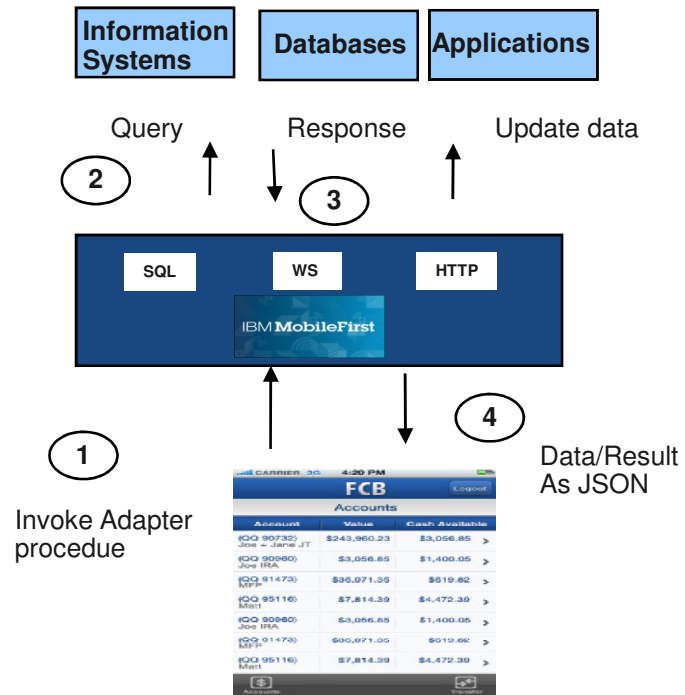 Information
Systems
Databases
Applications
Query
Response
Update data
2
3
SQL
WS
HTTP
IBM MobileFirst
1
4
Invoke Adapter
procedue
Data/Result
As JSON
CARRIER 3G 4:20 PM
FCB
Logout
Accounts
Account Value Cash Available
(QQ 90732) $243,960.23 $3,056.85 >
Joe + Jane JT
(QQ 90960) $3,056.85 $1,400.05 >
Joe IRA
(QQ 91473) $36,071.35 $619.82 >
MFP
(QQ 95116) $7,814.39 $4,472.39 >
Matt
(QQ 90960) $3,056.85 $1,400.05 >
Joe IRA
(QQ 91473) >
MFP
(QQ 95116) $7,814.39 $4,472.39 >
Matt
$
Accounts Transfer